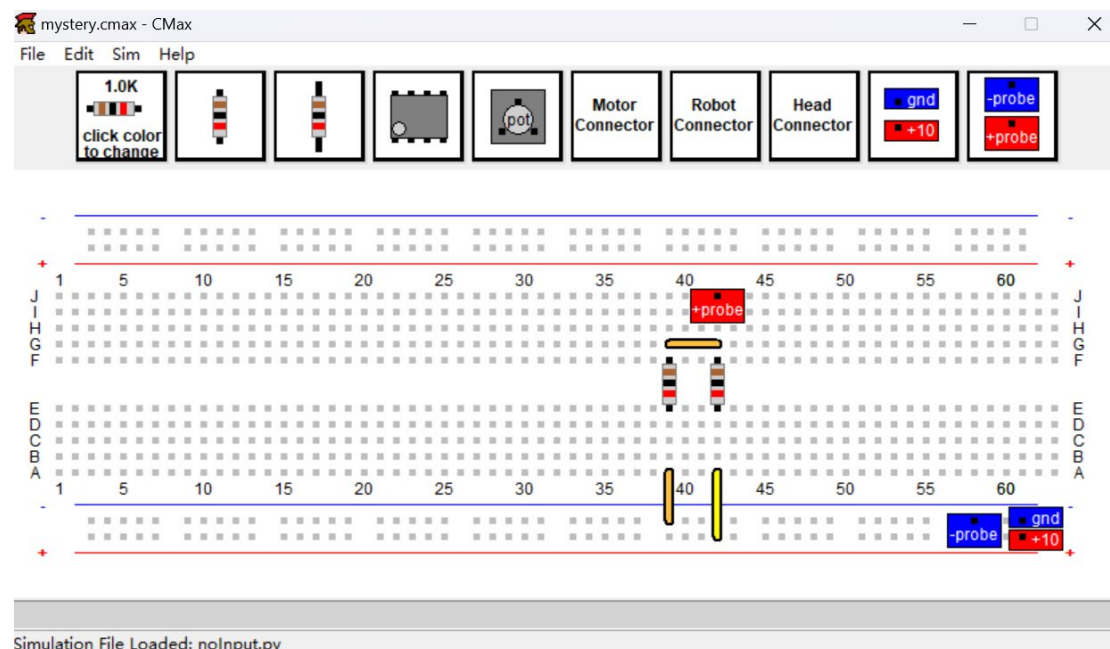 mystery.cmax - CMax
File Edit Sim Help
1.0K
click color
to change
pot
Motor
Connector
Robot
Connector
Head
Connector
gnd
+10
-probe
+probe
- -
+ +
1 5 10 15 20 25 30 35 40 45 50 55 60
J J
+probe
I I
H H
G G
F F
E E
D D
C C
B B
A A
1 5 10 15 20 25 30 35 40 45 50 55 60
- -
gnd
-probe
+10
+ +
Simulation File Loaded: noInput.py